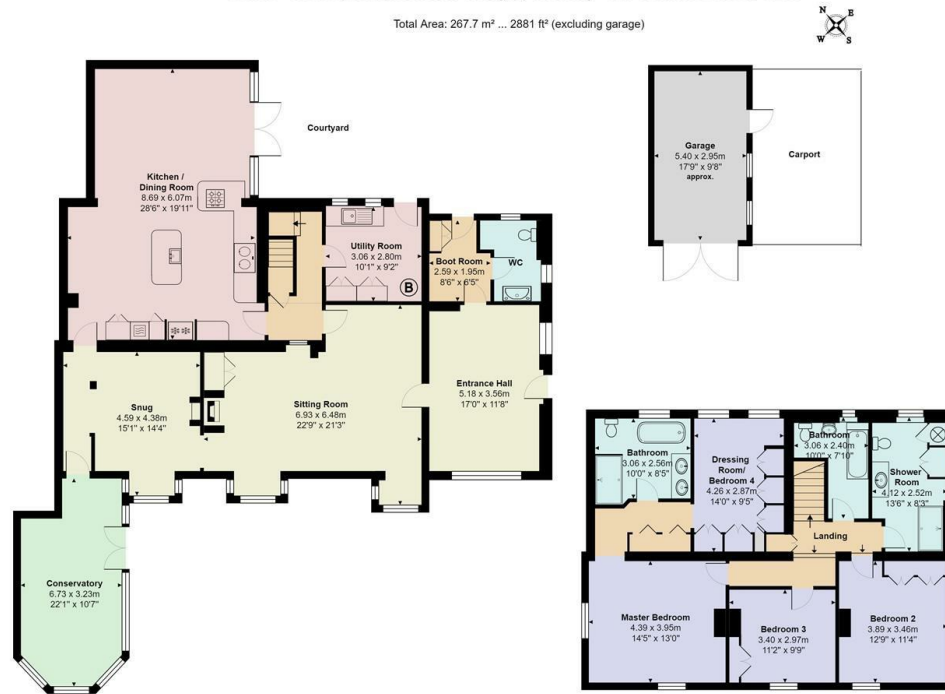 Total Area: 267.7 m² ... 2881 ft² (excluding garage)
N
E
W
S
Courtyard
Kitchen /
Dining Room
8.69 x 6.07m
28'6" x 19'11"
Utility Room
3.06 x 2.80m
10'1" x 9'2"
B
Boot Room
2.59 x 1.95m
8'6" x 6'5"
WC
Garage
5.40 x 2.95m
17'9" x 9'8"
approx.
Carport
Snug
4.59 x 4.38m
15'1" x 14'4"
Sitting Room
6.93 x 6.48m
22'9" x 21'3"
Entrance Hall
5.18 x 3.56m
17'0" x 11'8"
Conservatory
6.73 x 3.23m
22'1" x 10'7"
Bathroom
3.06 x 2.56m
10'0" x 8'5"
Dressing
Room/
Bedroom 4
4.26 x 2.87m
14'0" x 9'5"
Bathroom
3.06 x 2.40m
10'0" x 7'10"
Shower
Room
4.12 x 2.52m
13'6" x 8'3"
Landing
Master Bedroom
4.39 x 3.95m
14'5" x 13'0"
Bedroom 3
3.40 x 2.97m
11'2" x 9'9"
Bedroom 2
3.89 x 3.46m
12'9" x 11'4"